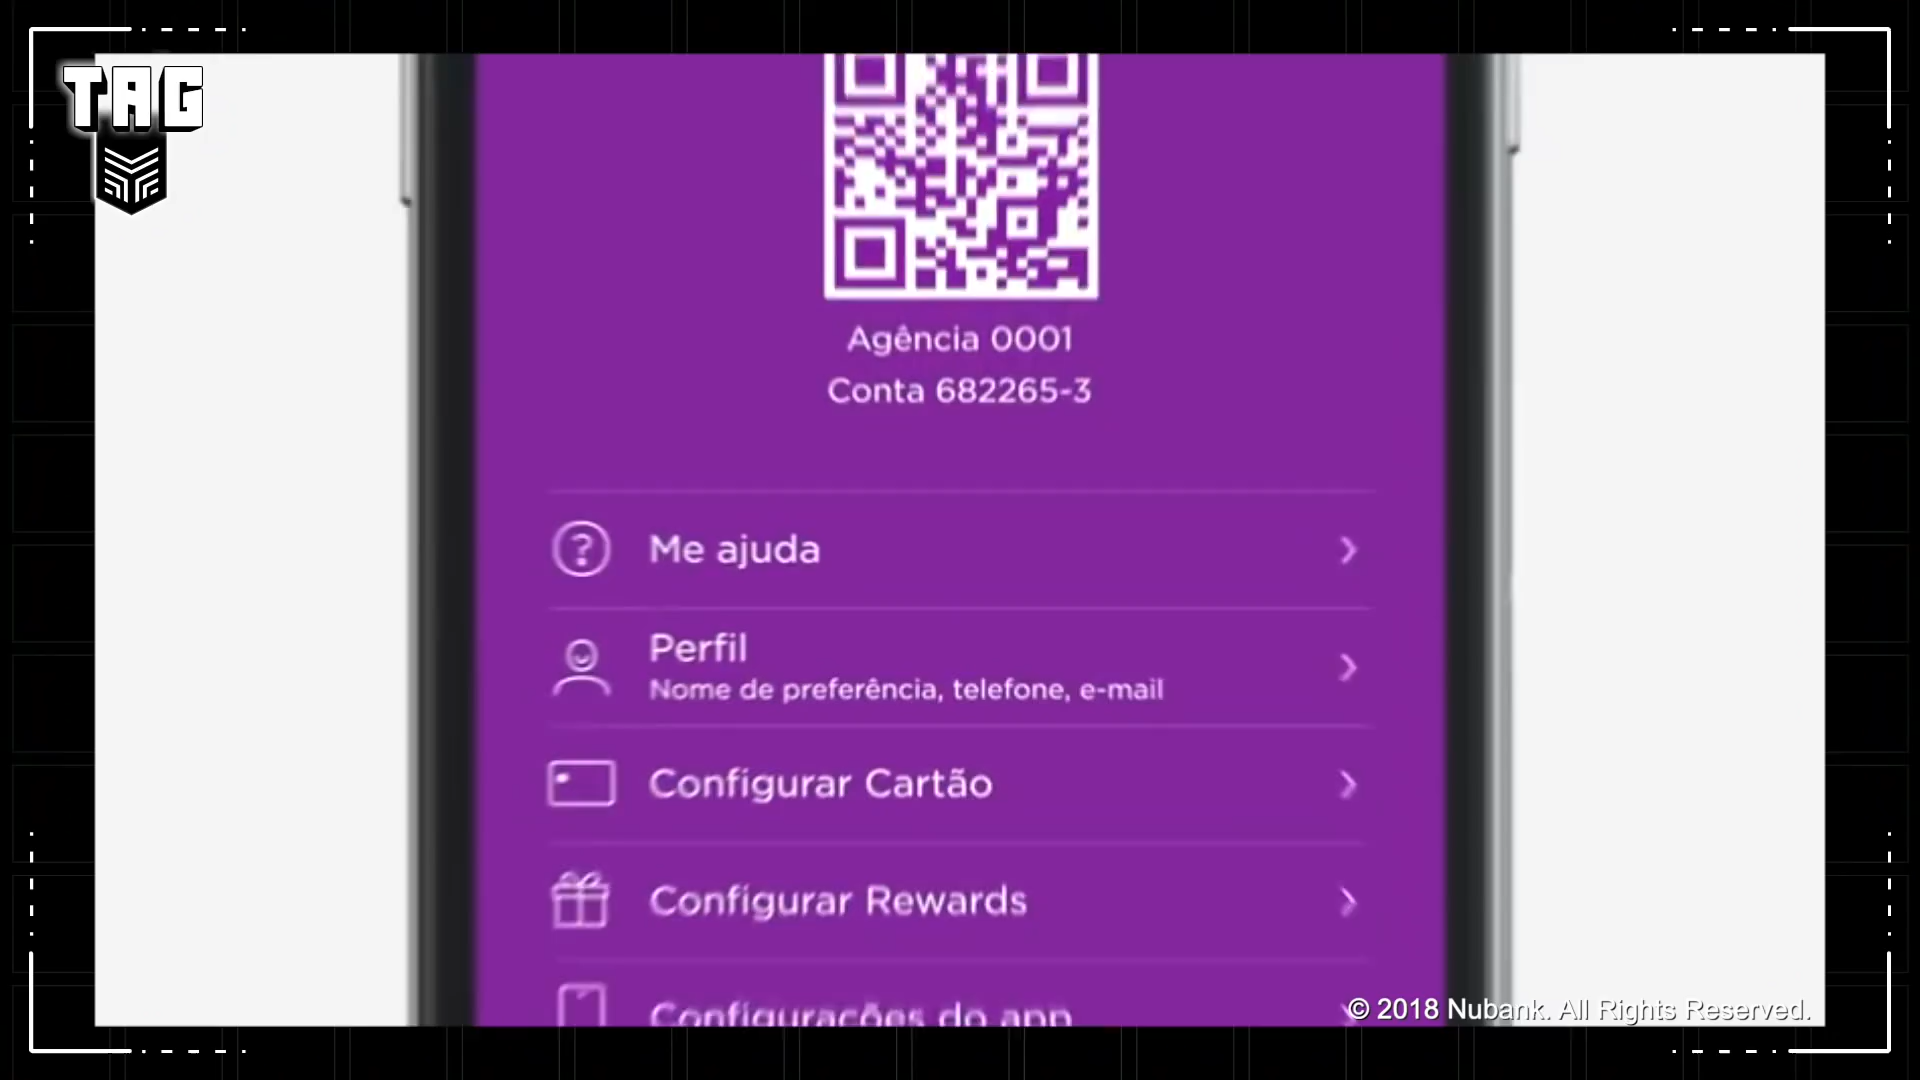 TAG
Agência 0001
Conta 682265-3
Me ajuda
Perfil
Nome de preferência, telefone, e-mail
Configurar Cartão
Configurar Rewards
Configurações do app
© 2018 Nubank. All Rights Reserved.